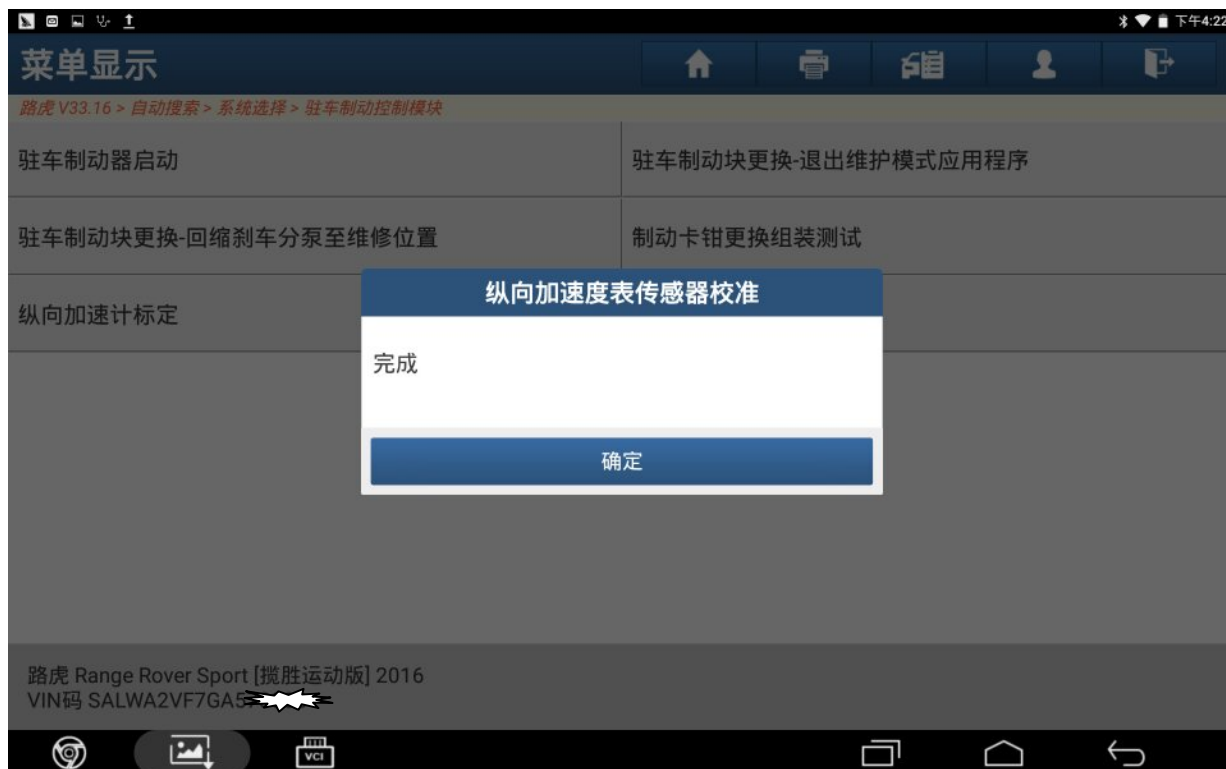 下午4:22
菜单显示
路虎 V33.16 > 自动搜索 > 系统选择 > 驻车制动控制模块
驻车制动器启动
驻车制动块更换-退出维护模式应用程序
驻车制动块更换-回缩刹车分泵至维修位置
制动卡钳更换组装测试
纵向加速计标定
纵向加速度表传感器校准
完成
确定
路虎 Range Rover Sport [揽胜运动版] 2016
VIN码 SALWA2VF7GA5
VCI